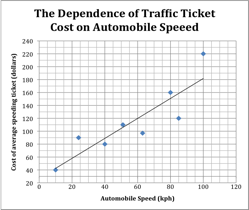 The Dependence of Traffic Ticket
Cost on Automobile Speeed
Cost of average speeding ticket (dollars)
240
220
200
180
160
140
120
100
80
60
40
20
0 20 40 60 80 100 120
Automobile Speed (kph)